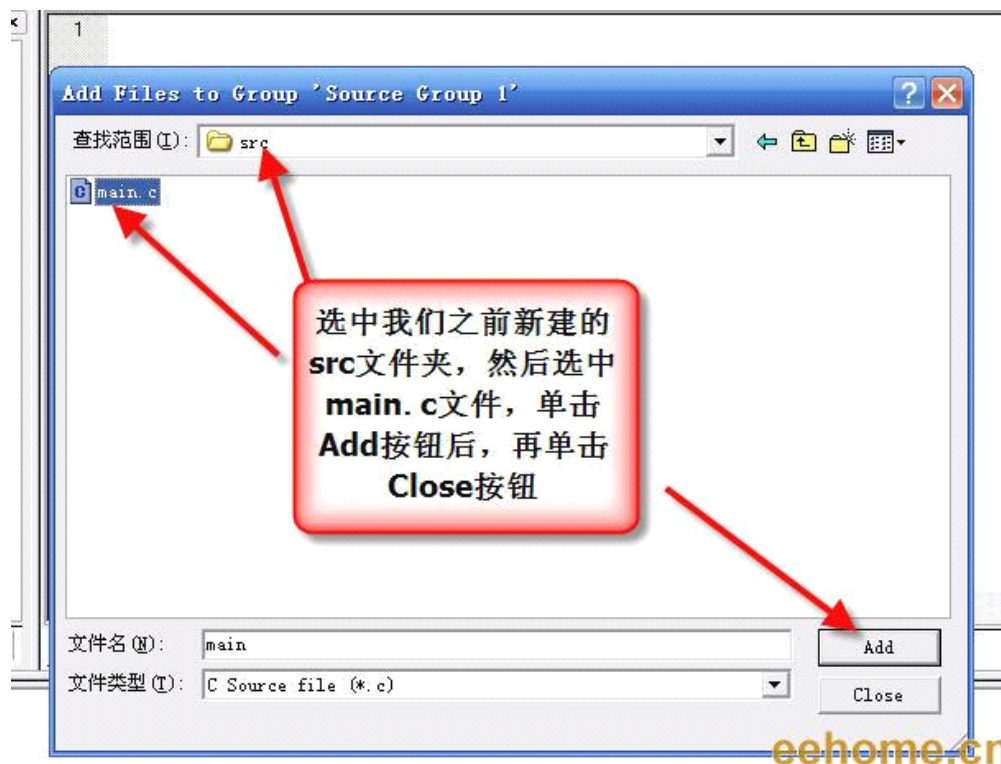 1
Add Files to Group 'Source Group 1'
查找范围(I): src
main.c
选中我们之前新建的
src文件夹，然后选中
main.c文件，单击
Add按钮后，再单击
Close按钮
文件名(N): main
Add
文件类型(T): C Source file (*.c)
Close
eehome.cn